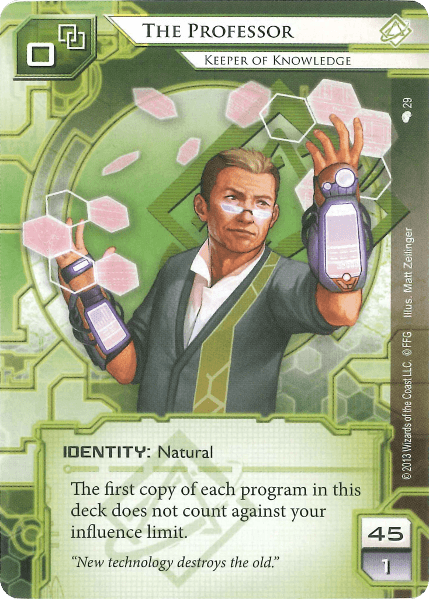 The Professor
Keeper of Knowledge
29
Illus. Matt Zeilinger
© 2013 Wizards of the Coast LLC. © FFG
IDENTITY: Natural
The first copy of each program in this
deck does not count against your
influence limit.
“New technology destroys the old.”
45
1